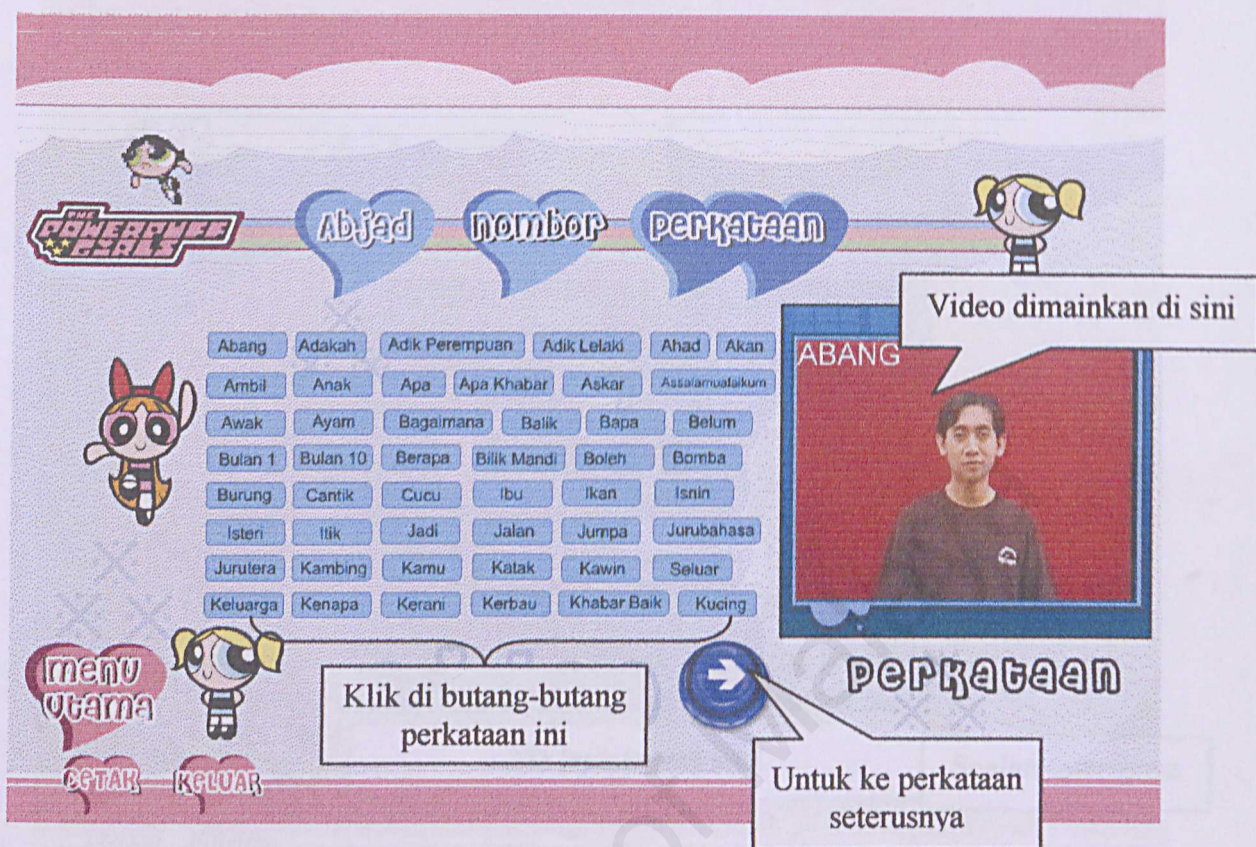 THE
POWERPUFF
GIRLS
Abjad
nombor
perkataan
Video dimainkan di sini
Abang Adakah Adik Perempuan Adik Lelaki Ahad Akan
ABANG
Ambil Anak Apa Apa Khabar Askar Assalamualaikum
Awak Ayam Bagaimana Balik Bapa Belum
Bulan 1 Bulan 10 Berapa Bilik Mandi Boleh Bomba
Burung Cantik Cucu Ibu Ikan Isnin
Isteri Itik Jadi Jalan Jumpa Jurubahasa
Jurutera Kambing Kamu Katak Kawin Seluar
Keluarga Kenapa Kerani Kerbau Khabar Baik Kucing
menu
utama
Klik di butang-butang
perkataan ini
perkataan
CETAK KELUAR
Untuk ke perkataan
seterusnya